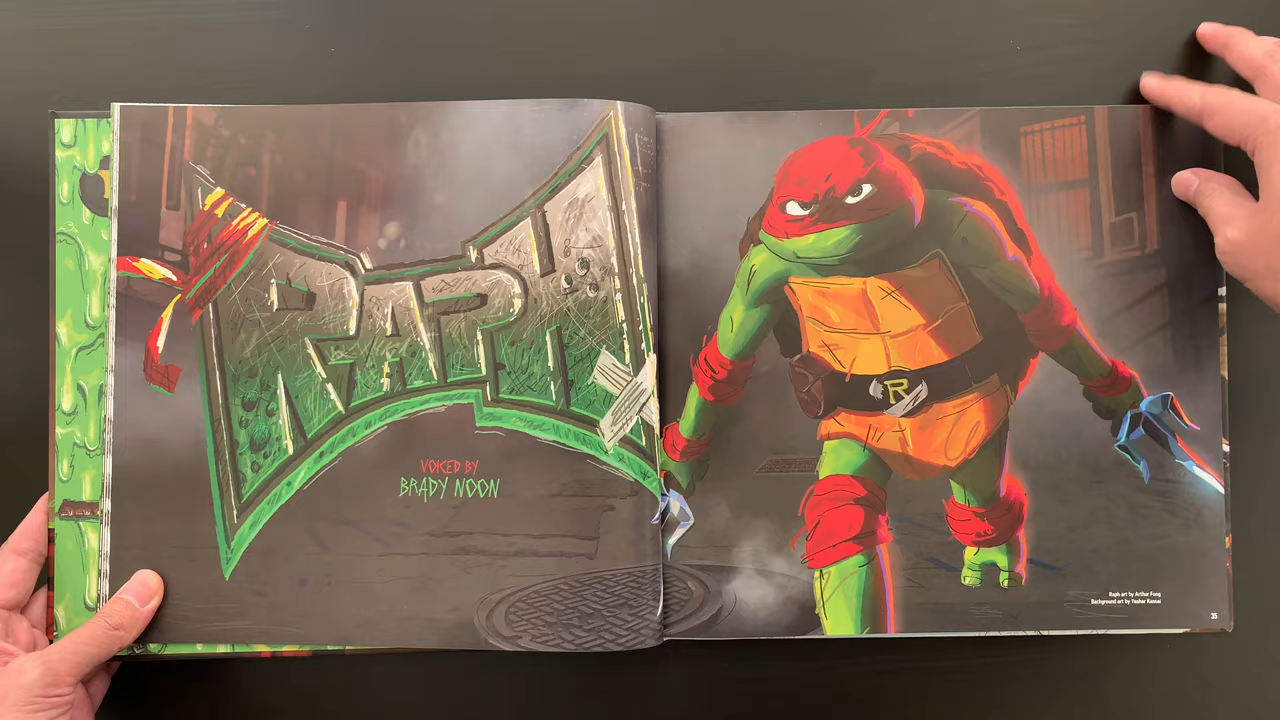 RAPH
VOICED BY
BRADY NOON
R
Raph art by Arthur Fong
Background art by Yashar Kassai
35